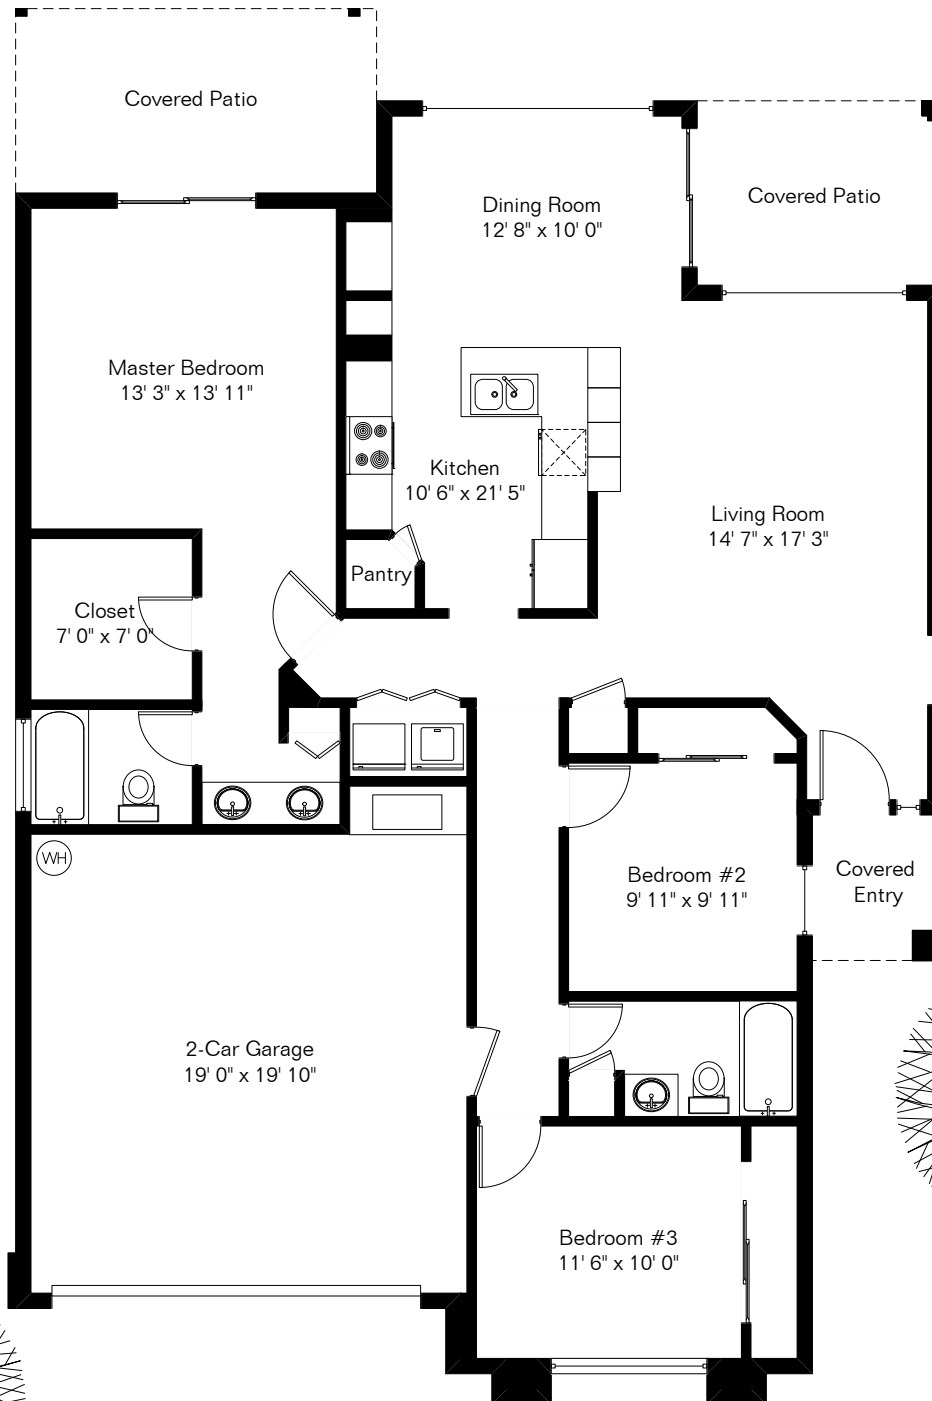 Covered Patio
Covered Patio
Dining Room
12' 8" x 10' 0"
Master Bedroom
13' 3" x 13' 11"
Kitchen
10' 6" x 21' 5"
Living Room
14' 7" x 17' 3"
Pantry
Closet
7' 0" x 7' 0"
WH
Bedroom #2
9' 11" x 9' 11"
Covered
Entry
2-Car Garage
19' 0" x 19' 10"
Bedroom #3
11' 6" x 10' 0"